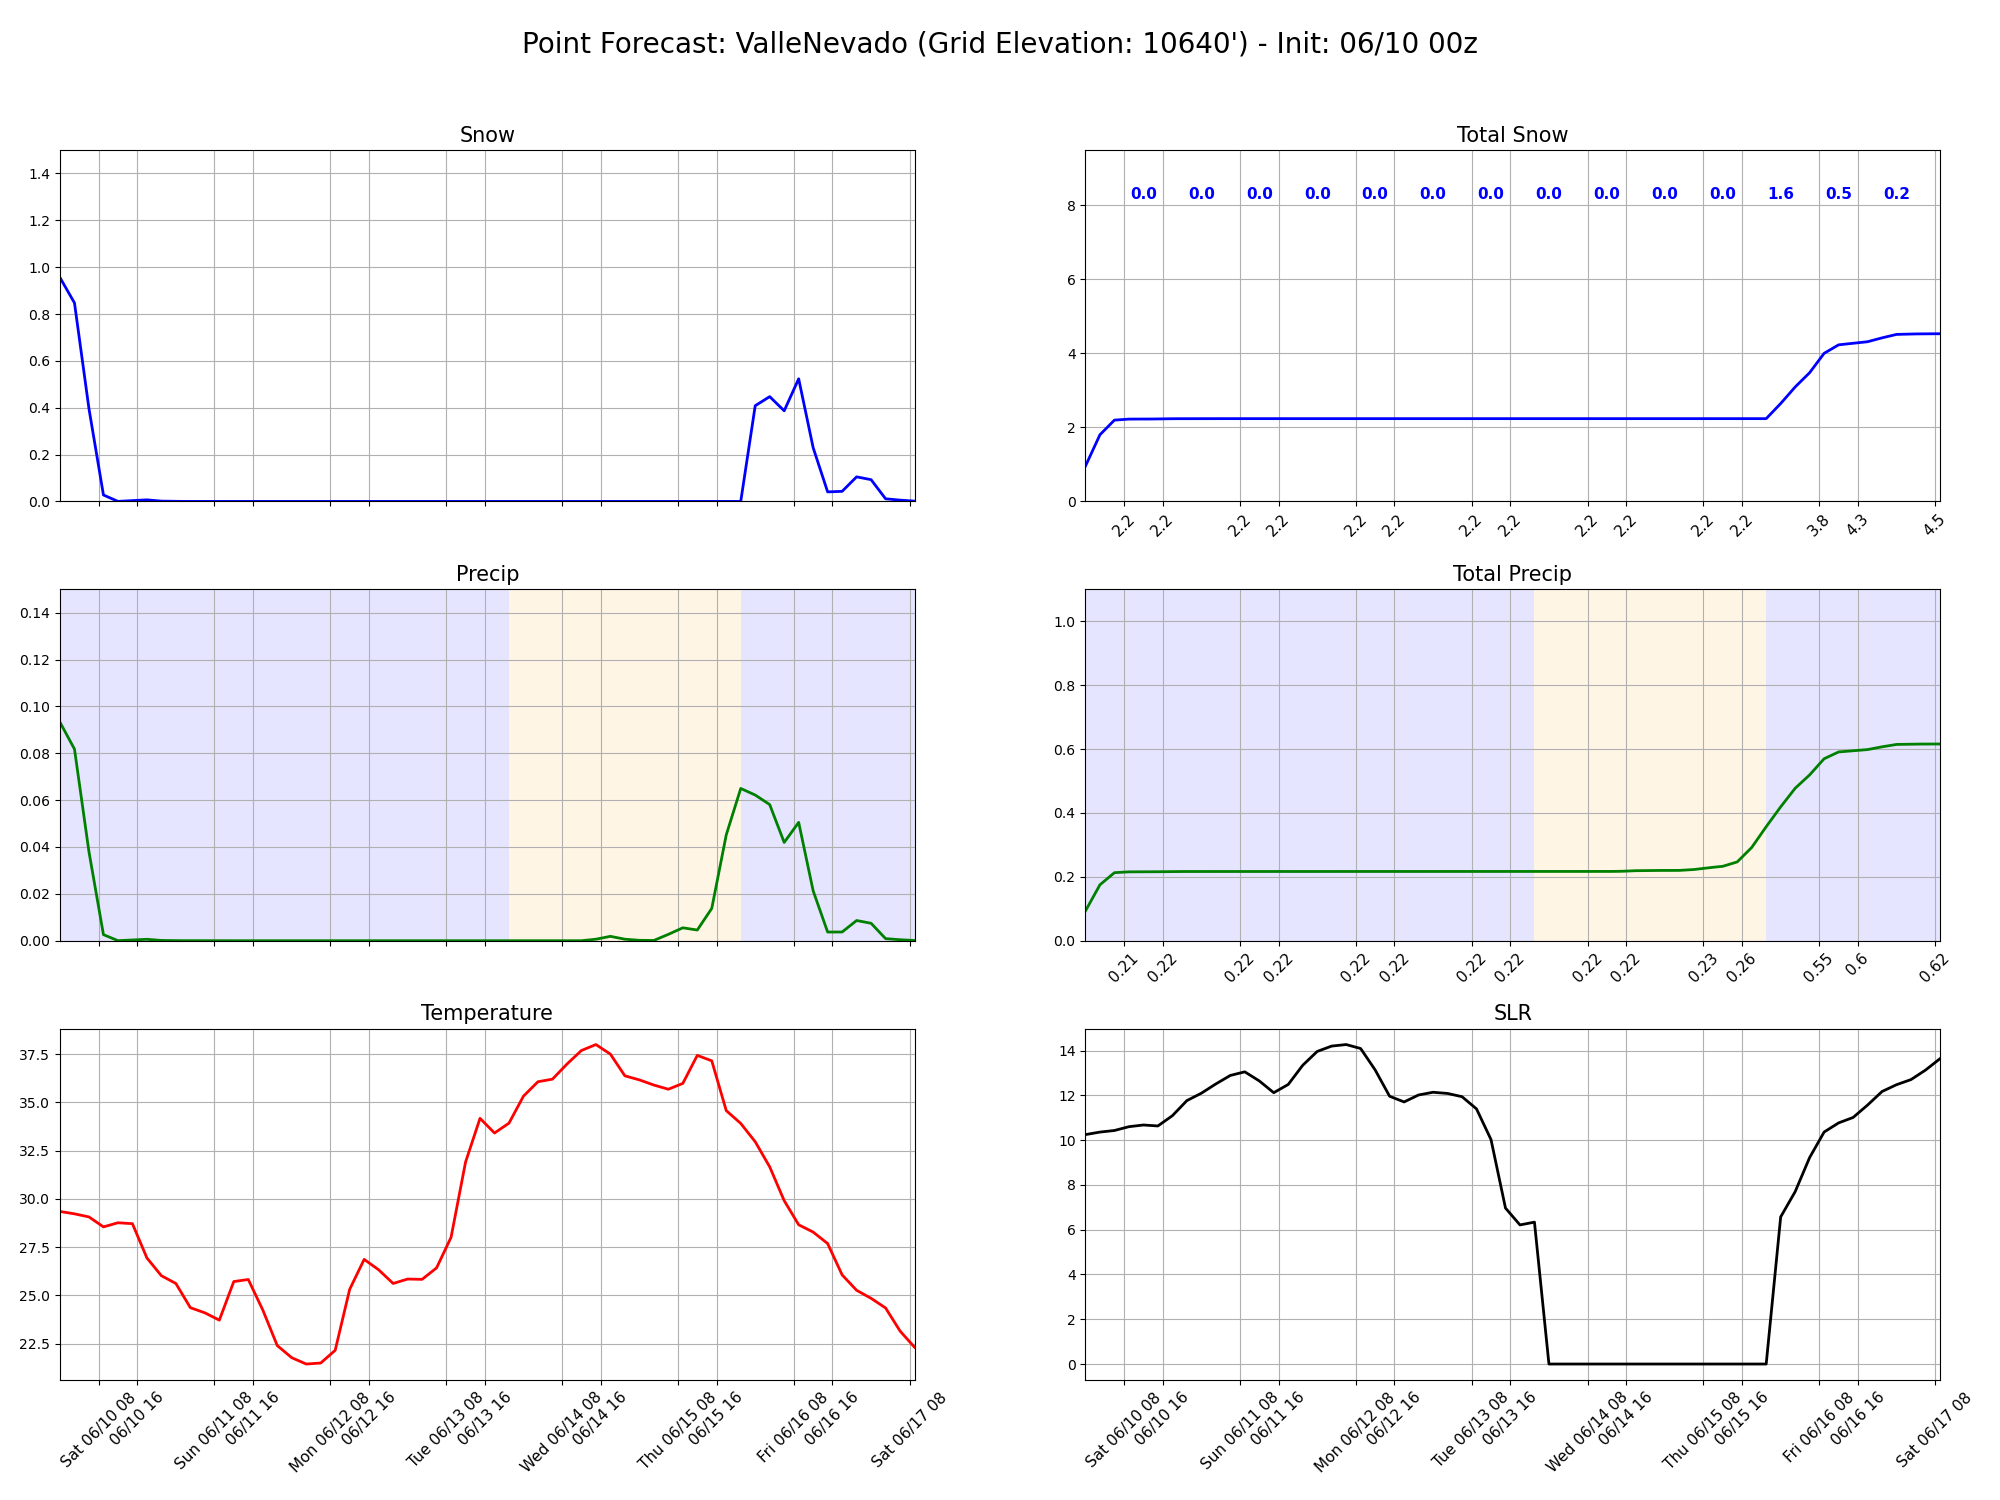 Point Forecast: ValleNevado (Grid Elevation: 10640') - Init: 06/10 00z
Snow
1.4
1.2
1.0
0.8
0.6
0.4
0.2
0.0
Total Snow
0.0 0.0 0.0 0.0 0.0 0.0 0.0 0.0 0.0 0.0 0.0 1.6 0.5 0.2
8
6
4
2
0
2.2 2.2 2.2 2.2 2.2 2.2 2.2 2.2 2.2 2.2 2.2 2.2 3.8 4.3 4.5
Precip
0.14
0.12
0.10
0.08
0.06
0.04
0.02
0.00
Total Precip
1.0
0.8
0.6
0.4
0.2
0.0
0.21 0.22 0.22 0.22 0.22 0.22 0.22 0.22 0.22 0.22 0.23 0.26 0.55 0.6 0.62
Temperature
37.5
35.0
32.5
30.0
27.5
25.0
22.5
Sat 06/10 08
06/10 16
Sun 06/11 08
06/11 16
Mon 06/12 08
06/12 16
Tue 06/13 08
06/13 16
Wed 06/14 08
06/14 16
Thu 06/15 08
06/15 16
Fri 06/16 08
06/16 16
Sat 06/17 08
SLR
14
12
10
8
6
4
2
0
Sat 06/10 08
06/10 16
Sun 06/11 08
06/11 16
Mon 06/12 08
06/12 16
Tue 06/13 08
06/13 16
Wed 06/14 08
06/14 16
Thu 06/15 08
06/15 16
Fri 06/16 08
06/16 16
Sat 06/17 08